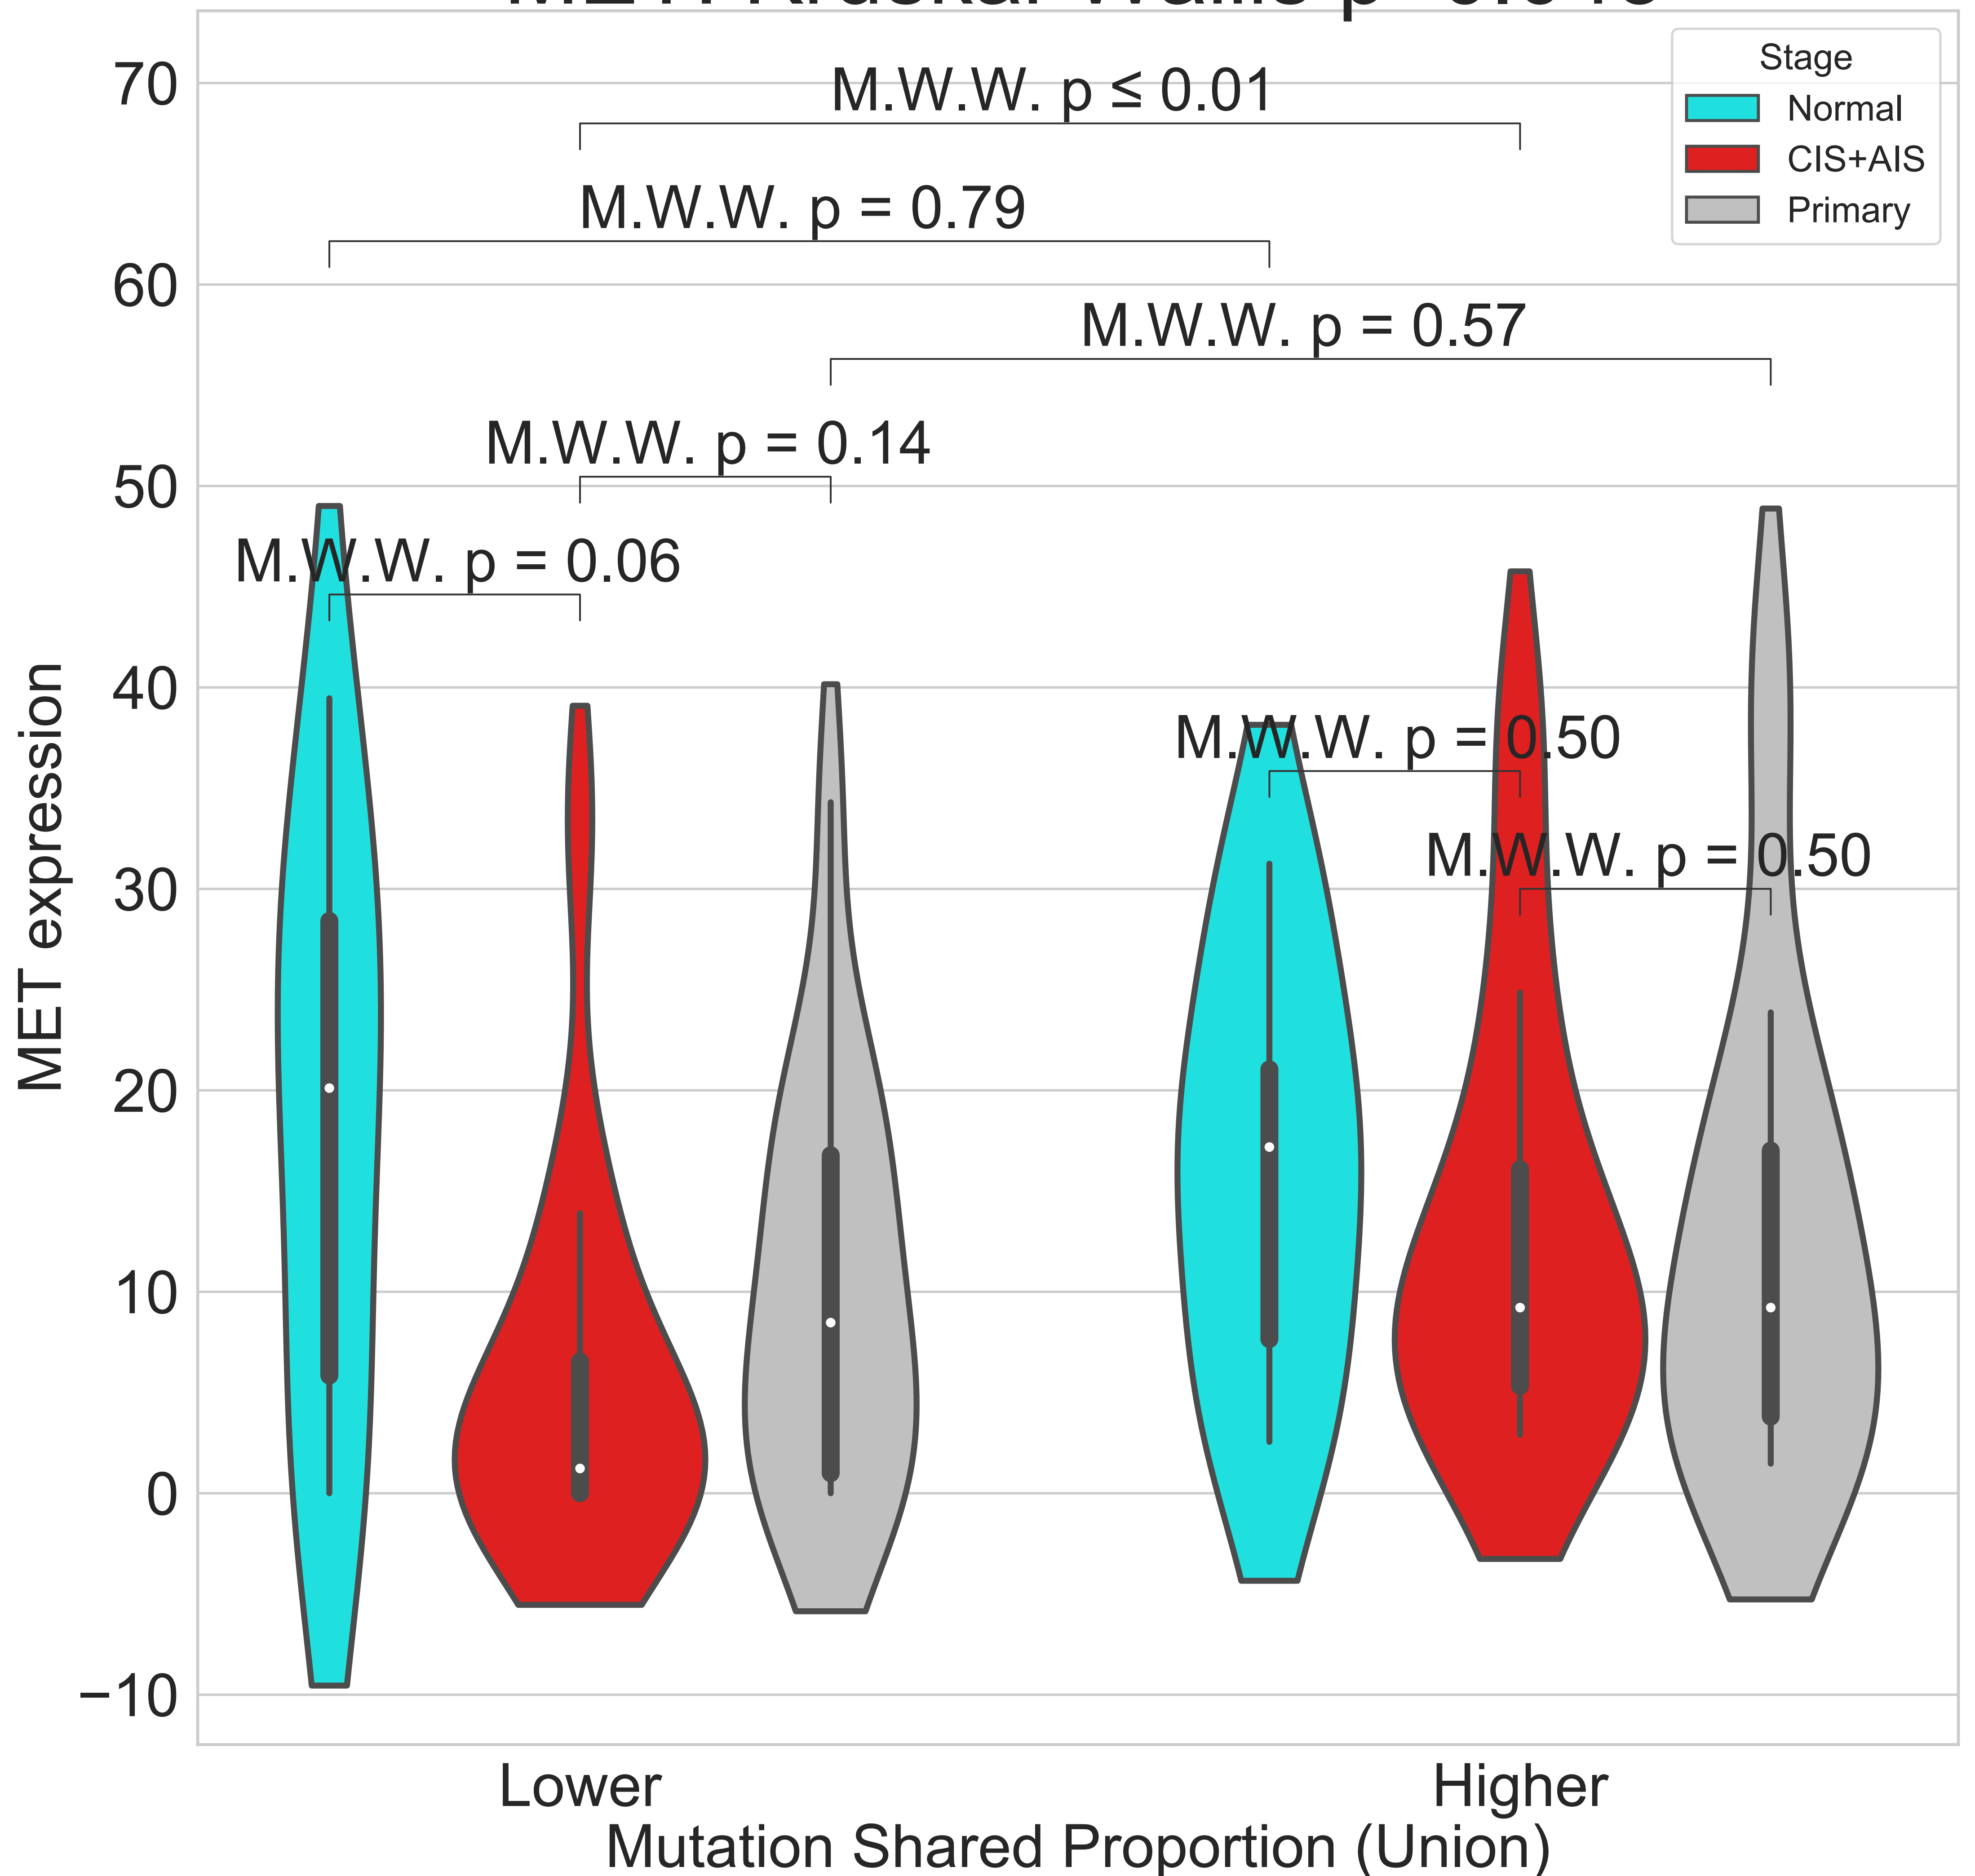 Stage
Normal
CIS+AIS
Primary
M.W.W. p ≤ 0.01
M.W.W. p = 0.79
M.W.W. p = 0.57
M.W.W. p = 0.14
M.W.W. p = 0.06
M.W.W. p = 0.50
M.W.W. p = 0.50
70
60
50
40
30
20
10
0
−10
MET expression
Lower
Higher
Mutation Shared Proportion (Union)